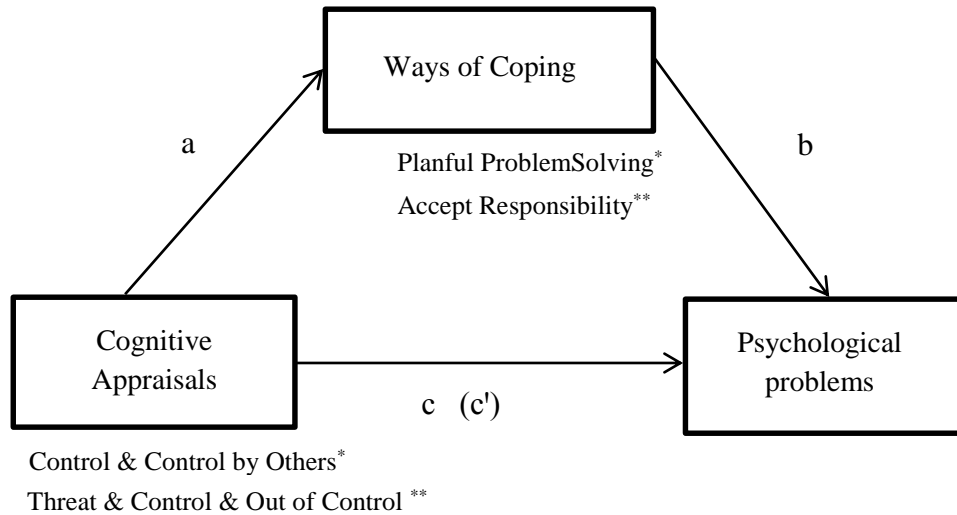 Ways of Coping
a
b
Planful ProblemSolving*
Accept Responsibility**
Cognitive
Appraisals
Psychological
problems
c (c')
Control & Control by Others*
Threat & Control & Out of Control **